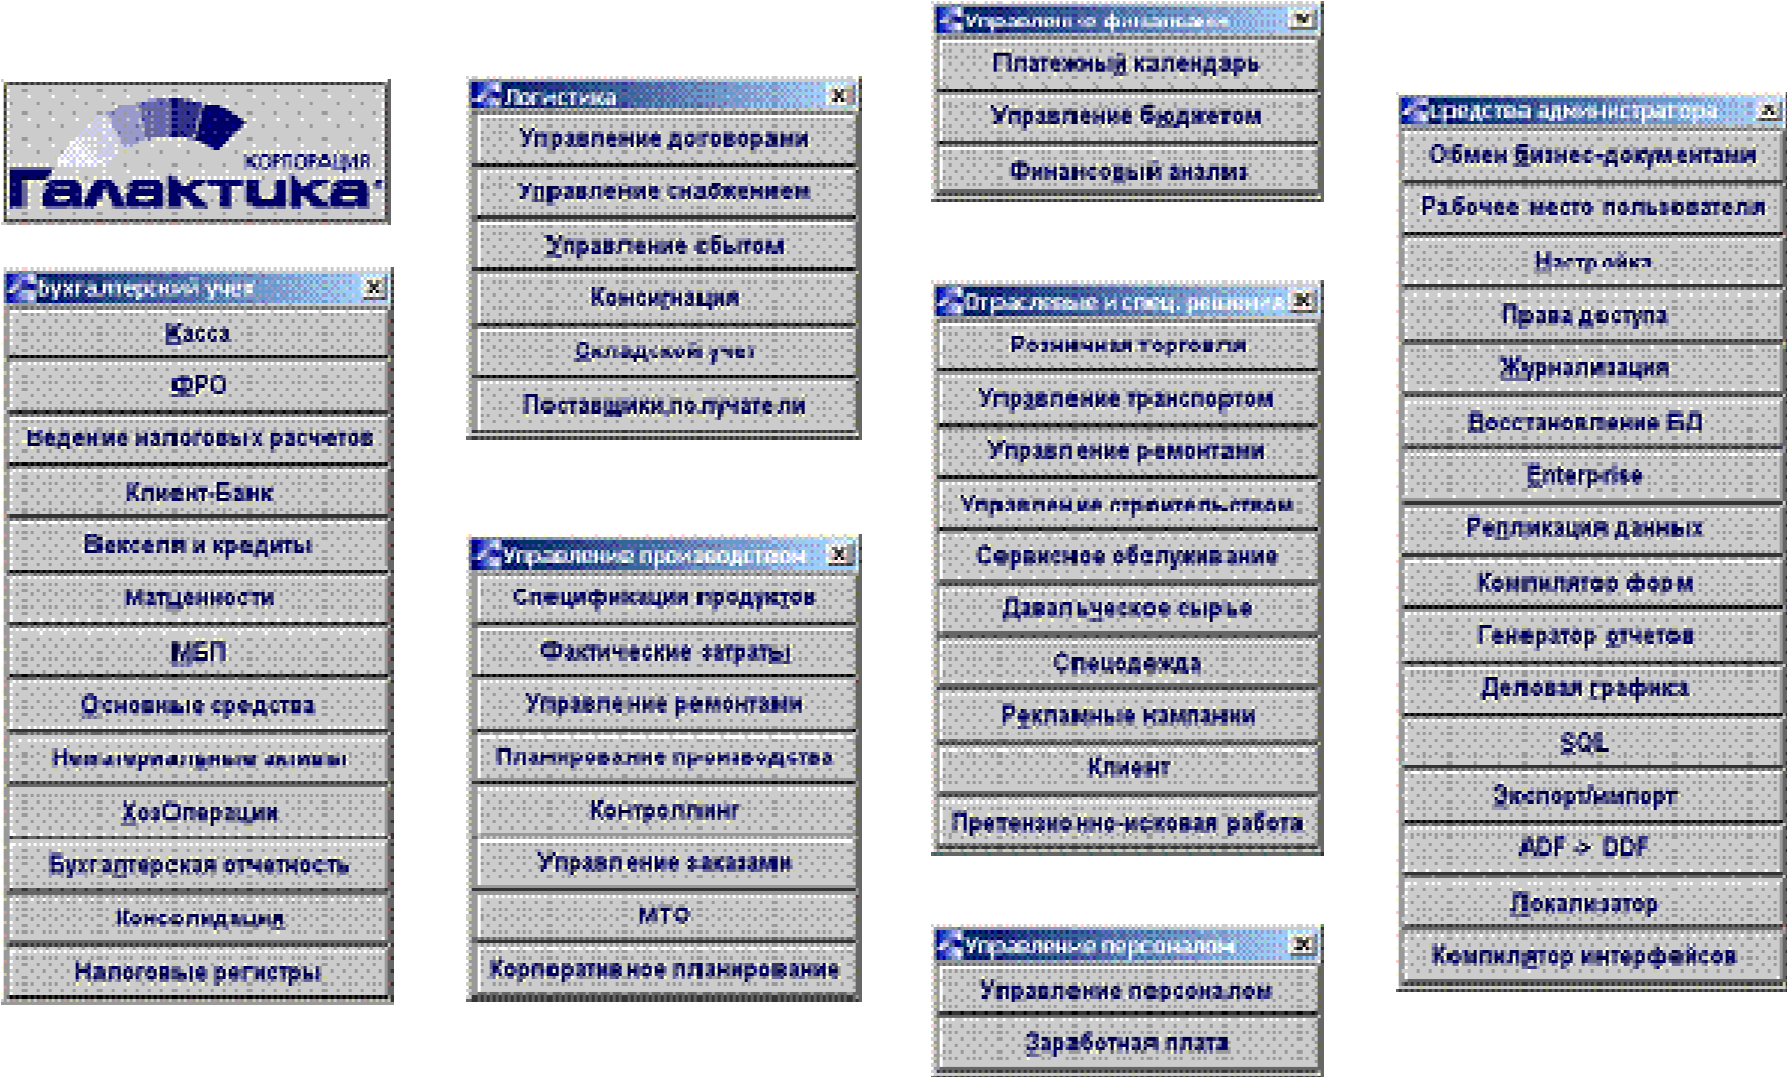 КОРПОРАЦИЯ
Галактика
Бухгалтерский учет
Касса
ФРО
Ведение налоговых расчетов
Клиент-Банк
Векселя и кредиты
Матценности
МБП
Основные средства
Нематериальные активы
ХозОперации
Бухгалтерская отчетность
Консолидация
Налоговые регистры
Логистика
Управление договорами
Управление снабжением
Управление сбытом
Консигнация
Складской учет
Поставщики,получатели
Управление производством
Спецификации продуктов
Фактические затраты
Управление ремонтами
Планирование производства
Контроллинг
Управление заказами
МТО
Корпоративное планирование
Управление финансами
Платежный календарь
Управление бюджетом
Финансовый анализ
Отраслевые и спец. решения
Розничная торговля
Управление транспортом
Управление ремонтами
Управление строительством
Сервисное обслуживание
Давальческое сырье
Спецодежда
Рекламные кампании
Клиент
Претензионно-исковая работа
Управление персоналом
Управление персоналом
Заработная плата
Средства администратора
Обмен бизнес-документами
Рабочее место пользователя
Настройка
Права доступа
Журнализация
Восстановление БД
Enterprise
Репликация данных
Компилятор форм
Генератор отчетов
Деловая графика
SQL
Экспорт/импорт
ADF -> DDF
Локализатор
Компилятор интерфейсов